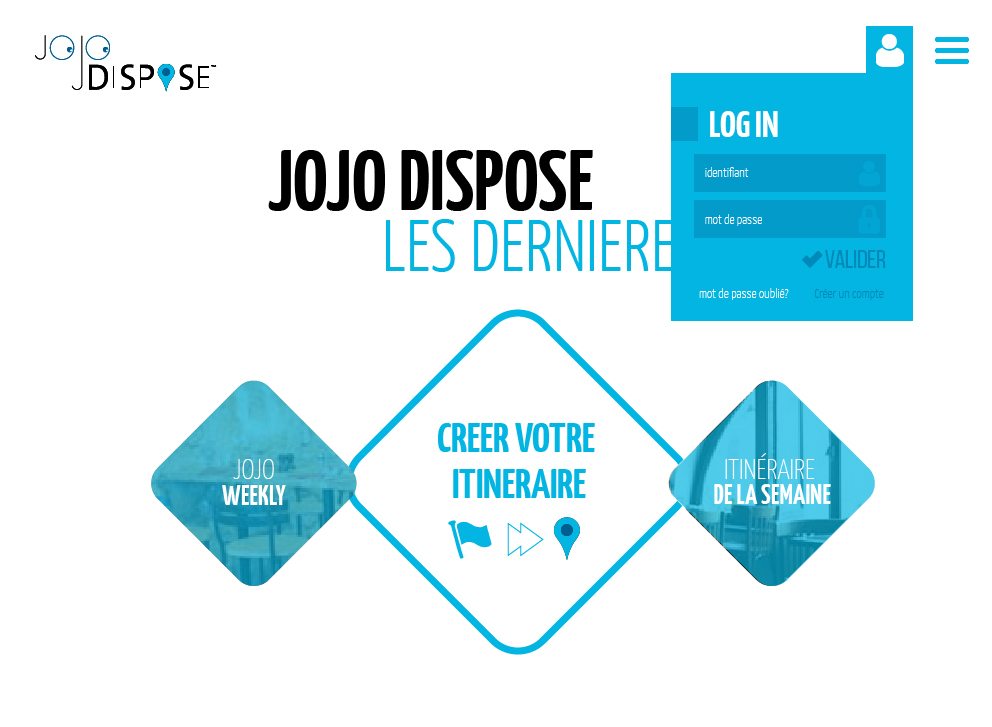 JOJO
DISPOSE™
LOG IN
identifiant
mot de passe
VALIDER
mot de passe oublié?
Créer un compte
JOJO DISPOSE
LES DERNIERE
JOJO
WEEKLY
CREER VOTRE
ITINERAIRE
ITINÉRAIRE
DE LA SEMAINE